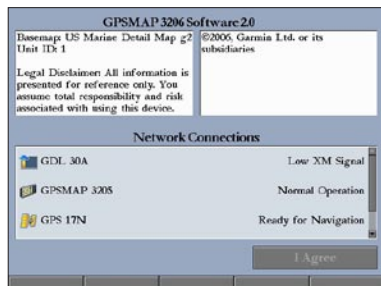 GPSMAP 3206 Software 2.0
Basemap: US Marine Detail Map g2
Unit ID: 1
Legal Disclaimer: All information is
presented for reference only. You
assume total responsibility and risk
associated with using this device.
©2006, Garmin Ltd. or its
subsidiaries
Network Connections
GDL 30A Low XM Signal
GPSMAP 3205 Normal Operation
GPS 17N Ready for Navigation
I Agree